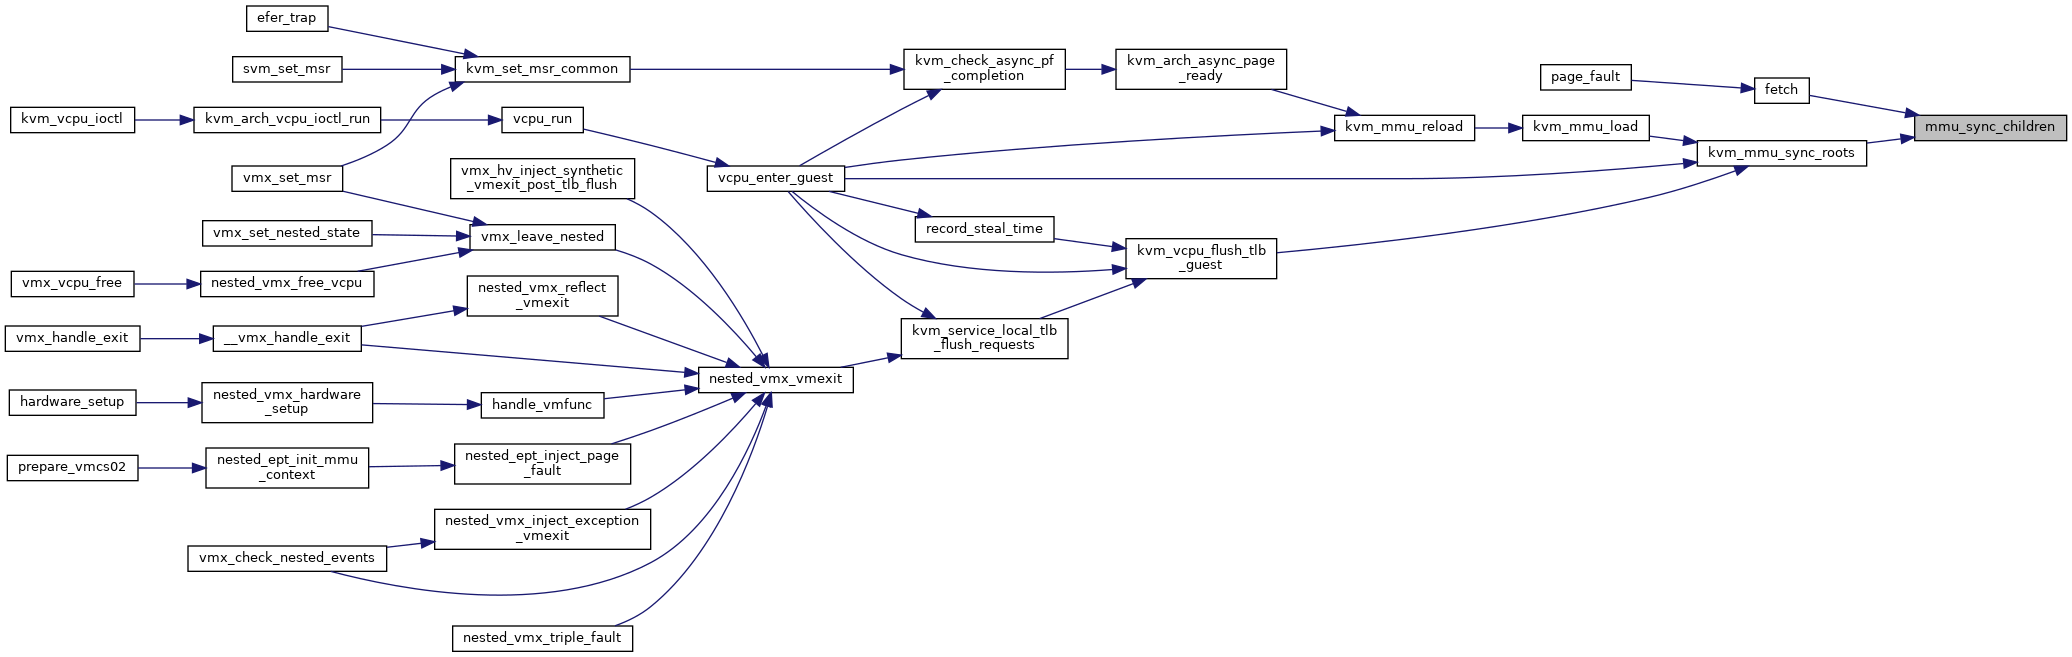 efer_trap
svm_set_msr
kvm_set_msr_common
kvm_check_async_pf
_completion
kvm_arch_async_page
_ready
page_fault
fetch
kvm_vcpu_ioctl
kvm_arch_vcpu_ioctl_run
vcpu_run
kvm_mmu_reload
kvm_mmu_load
mmu_sync_children
kvm_mmu_sync_roots
vmx_set_msr
vmx_hv_inject_synthetic
_vmexit_post_tlb_flush
vcpu_enter_guest
vmx_set_nested_state
vmx_leave_nested
record_steal_time
kvm_vcpu_flush_tlb
_guest
vmx_vcpu_free
nested_vmx_free_vcpu
nested_vmx_reflect
_vmexit
vmx_handle_exit
__vmx_handle_exit
kvm_service_local_tlb
_flush_requests
nested_vmx_vmexit
hardware_setup
nested_vmx_hardware
_setup
handle_vmfunc
prepare_vmcs02
nested_ept_init_mmu
_context
nested_ept_inject_page
_fault
nested_vmx_inject_exception
_vmexit
vmx_check_nested_events
nested_vmx_triple_fault